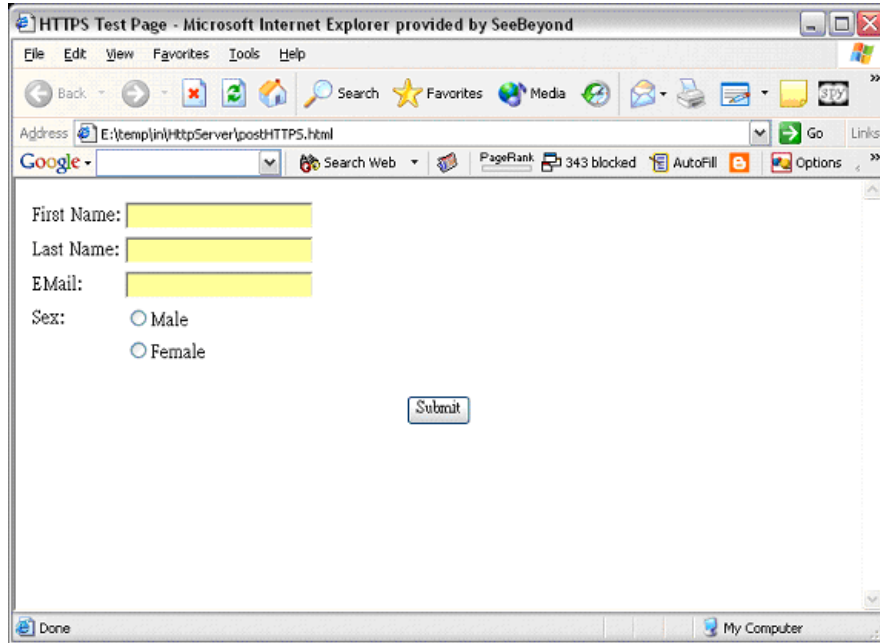 HTTPS Test Page - Microsoft Internet Explorer provided by SeeBeyond
File Edit View Favorites Tools Help
Back Search Favorites Media SPY »
Address E:\temp\in\HttpServer\postHTTPS.html Go Links
Google Search Web PageRank 343 blocked AutoFill Options »
First Name:
Last Name:
EMail:
Sex: Male
Female
Submit
Done My Computer